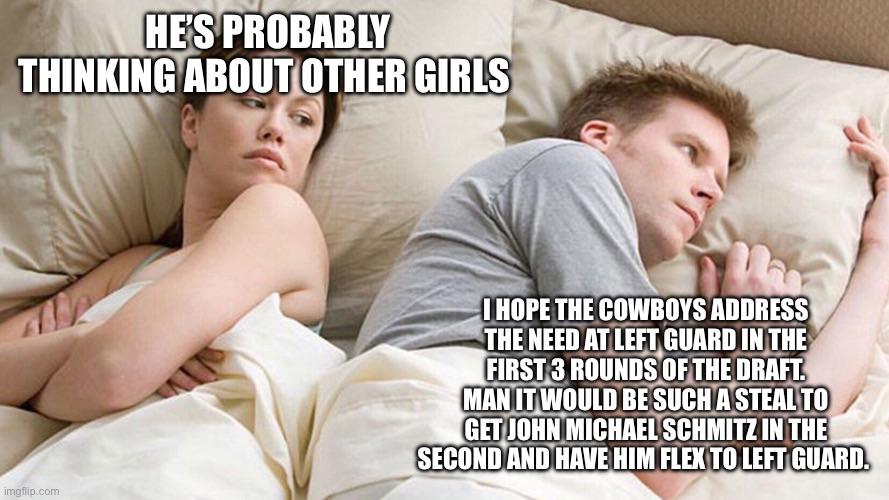 HE'S PROBABLY
THINKING ABOUT OTHER GIRLS
I HOPE THE COWBOYS ADDRESS
THE NEED AT LEFT GUARD IN THE
FIRST 3 ROUNDS OF THE DRAFT.
MAN IT WOULD BE SUCH A STEAL TO
GET JOHN MICHAEL SCHMITZ IN THE
SECOND AND HAVE HIM FLEX TO LEFT GUARD.
imgflip.com